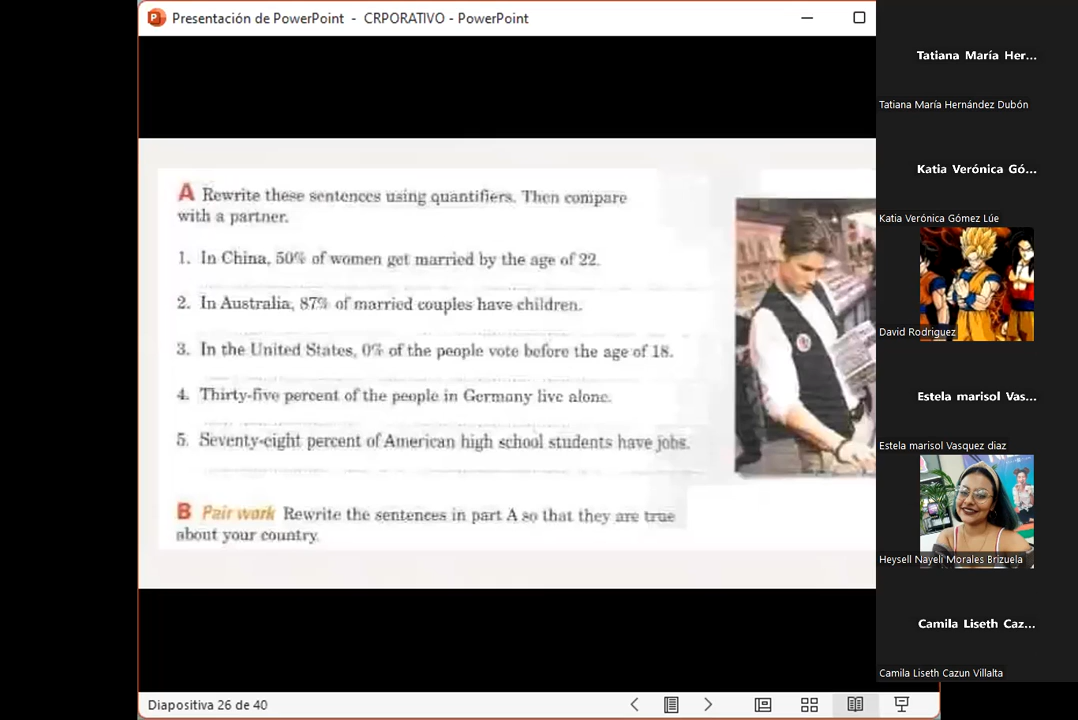 Presentación de PowerPoint - CRPORATIVO - PowerPoint
A Rewrite these sentences using quantifiers. Then compare
with a partner.
1. In China, 50% of women get married by the age of 22.
2. In Australia, 87% of married couples have children.
3. In the United States, 0% of the people vote before the age of 18.
4. Thirty-five percent of the people in Germany live alone.
5. Seventy-eight percent of American high school students have jobs.
B Pair work Rewrite the sentences in part A so that they are true
about your country.
Diapositiva 26 de 40
Tatiana María Her...
Tatiana María Hernández Dubón
Katia Verónica Gó...
Katia Verónica Gómez Lúe
David Rodriguez
Estela marisol Vas...
Estela marisol Vasquez diaz
Heysell Nayeli Morales Brizuela
Camila Liseth Caz...
Camila Liseth Cazun Villalta